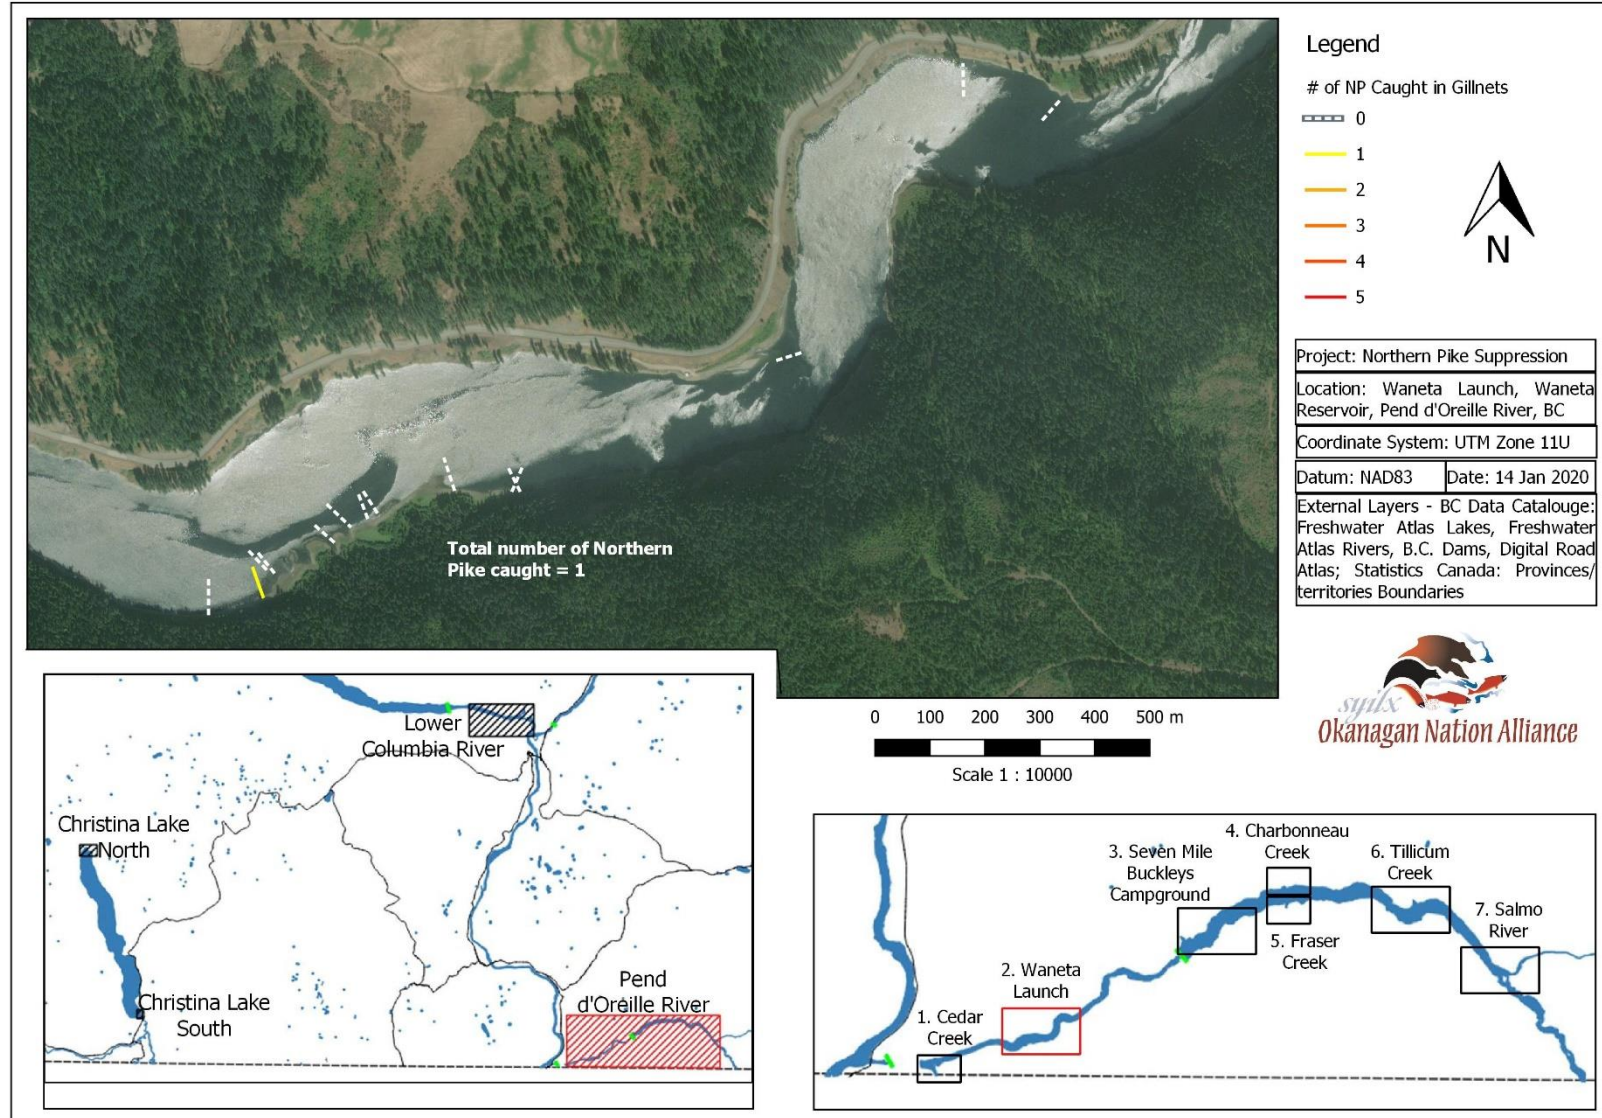 Legend
# of NP Caught in Gillnets
0
1
2
3
4
5
N
Total number of Northern
Pike caught = 1
Project: Northern Pike Suppression
Location: Waneta Launch, Waneta
Reservoir, Pend d'Oreille River, BC
Coordinate System: UTM Zone 11U
Datum: NAD83
Date: 14 Jan 2020
External Layers - BC Data Catalouge:
Freshwater Atlas Lakes, Freshwater
Atlas Rivers, B.C. Dams, Digital Road
Atlas; Statistics Canada: Provinces/
territories Boundaries
syilx
Okanagan Nation Alliance
0 100 200 300 400 500 m
Scale 1 : 10000
Lower
Columbia River
Christina Lake
North
Christina Lake
South
Pend
d'Oreille River
1. Cedar
Creek
2. Waneta
Launch
3. Seven Mile
Buckleys
Campground
4. Charbonneau
Creek
5. Fraser
Creek
6. Tillicum
Creek
7. Salmo
River